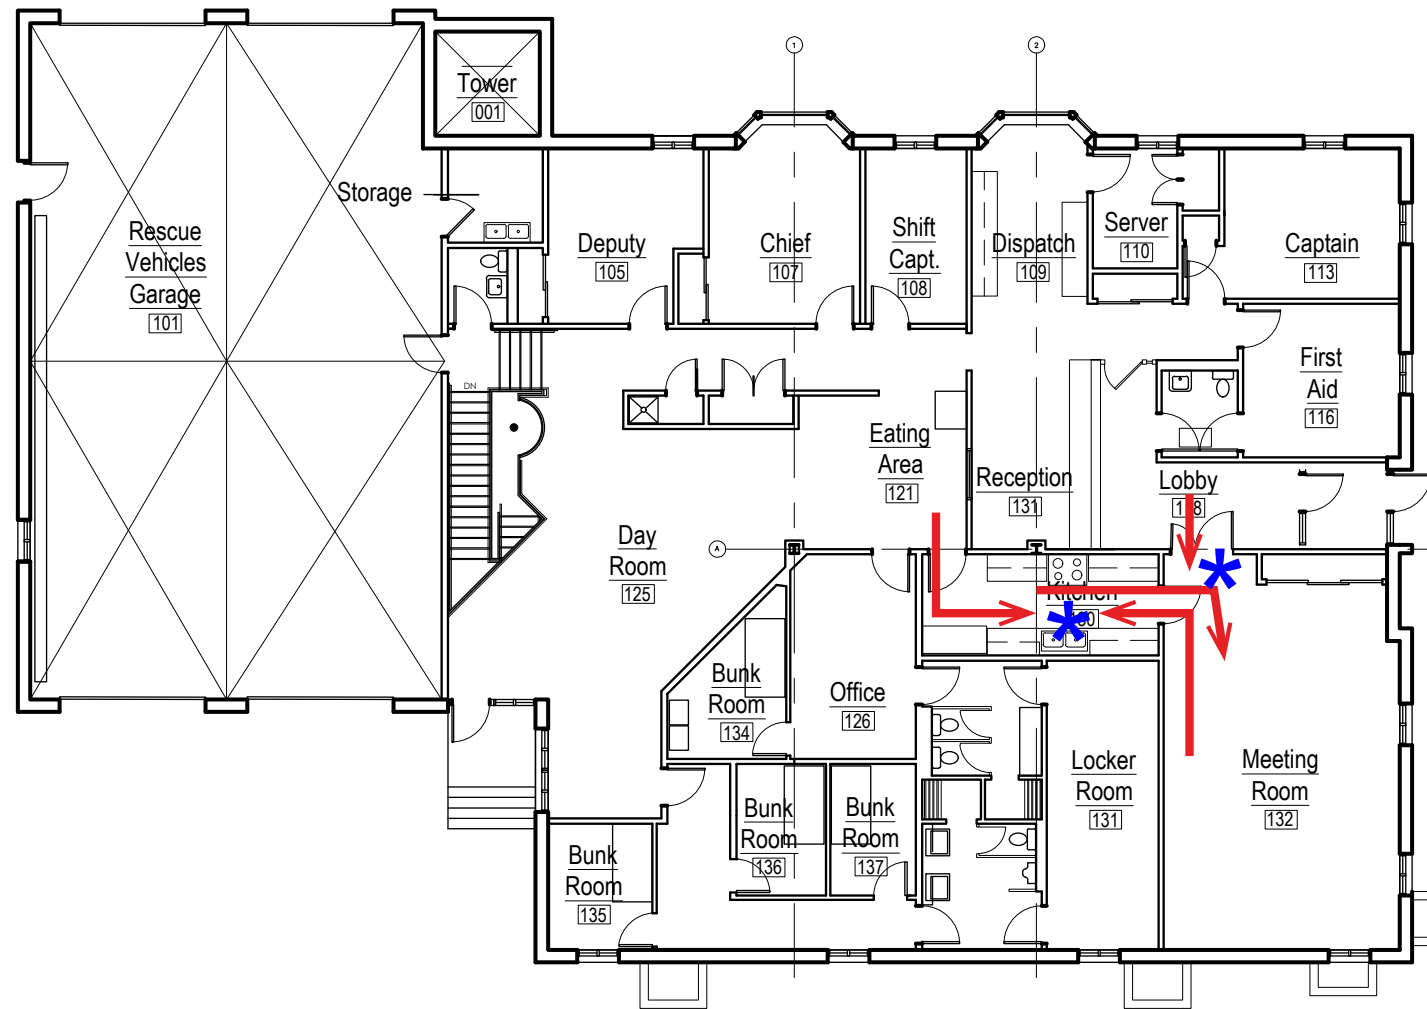 1
2
Tower
001
Storage
Rescue
Vehicles
Garage
101
Deputy
105
Chief
107
Shift
Capt.
108
Dispatch
109
Server
110
Captain
113
First
Aid
116
DN
Eating
Area
121
Reception
131
Lobby
Day
Room
125
A
Kitchen
Bunk
Room
134
Office
126
Locker
Room
131
Meeting
Room
132
Bunk
Room
136
Bunk
Room
137
Bunk
Room
135